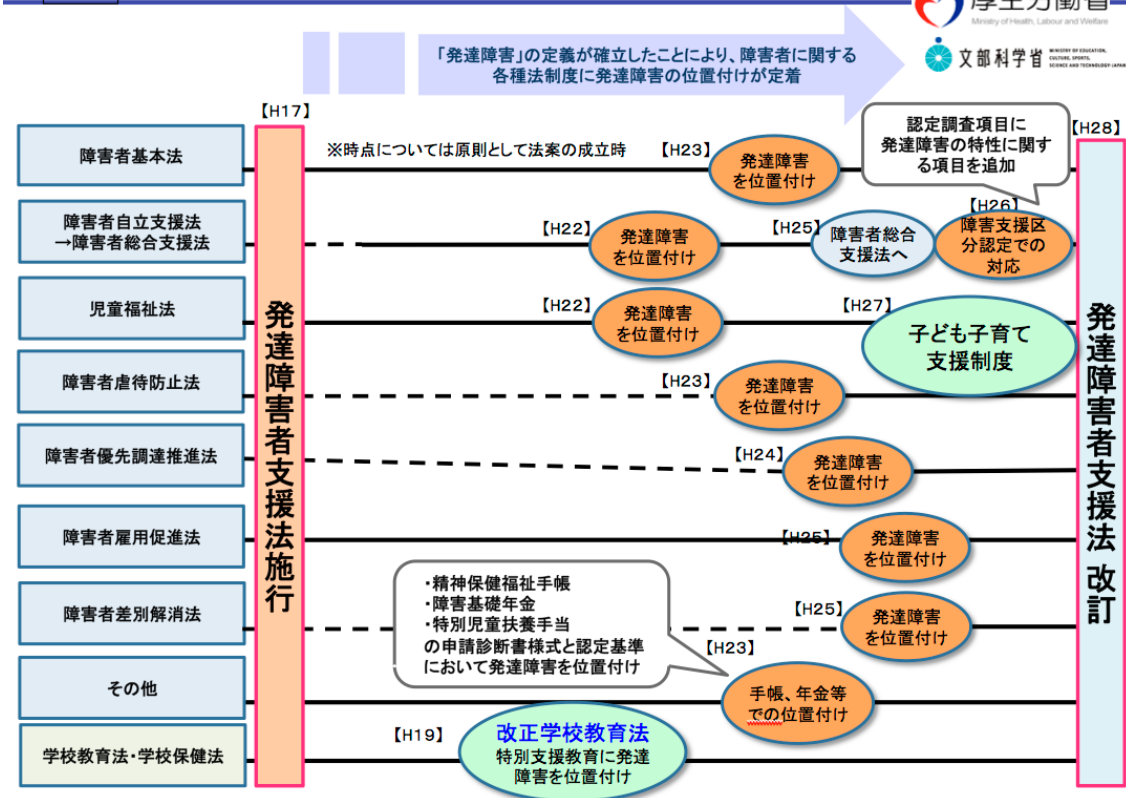 厚生労働省
Ministry of Health, Labour and Welfare
「発達障害」の定義が確立したことにより、障害者に関する
各種法制度に発達障害の位置付けが定着
文部科学省
MINISTRY OF EDUCATION,
CULTURE, SPORTS,
SCIENCE AND TECHNOLOGY-JAPAN
【H17】
【H28】
認定調査項目に
発達障害の特性に関す
る項目を追加
発達障害者支援法施行
発達障害者支援法 改訂
障害者基本法
※時点については原則として法案の成立時
【H23】
発達障害
を位置付け
障害者自立支援法
→障害者総合支援法
【H22】
発達障害
を位置付け
【H25】
障害者総合
支援法へ
【H26】
障害支援区
分認定での
対応
児童福祉法
【H22】
発達障害
を位置付け
【H27】
子ども子育て
支援制度
障害者虐待防止法
【H23】
発達障害
を位置付け
障害者優先調達推進法
【H24】
発達障害
を位置付け
障害者雇用促進法
【H25】
発達障害
を位置付け
障害者差別解消法
【H25】
発達障害
を位置付け
・精神保健福祉手帳
・障害基礎年金
・特別児童扶養手当
の申請診断書様式と認定基準
において発達障害を位置付け
その他
【H23】
手帳、年金等
での位置付け
学校教育法・学校保健法
【H19】
改正学校教育法
特別支援教育に発達
障害を位置付け